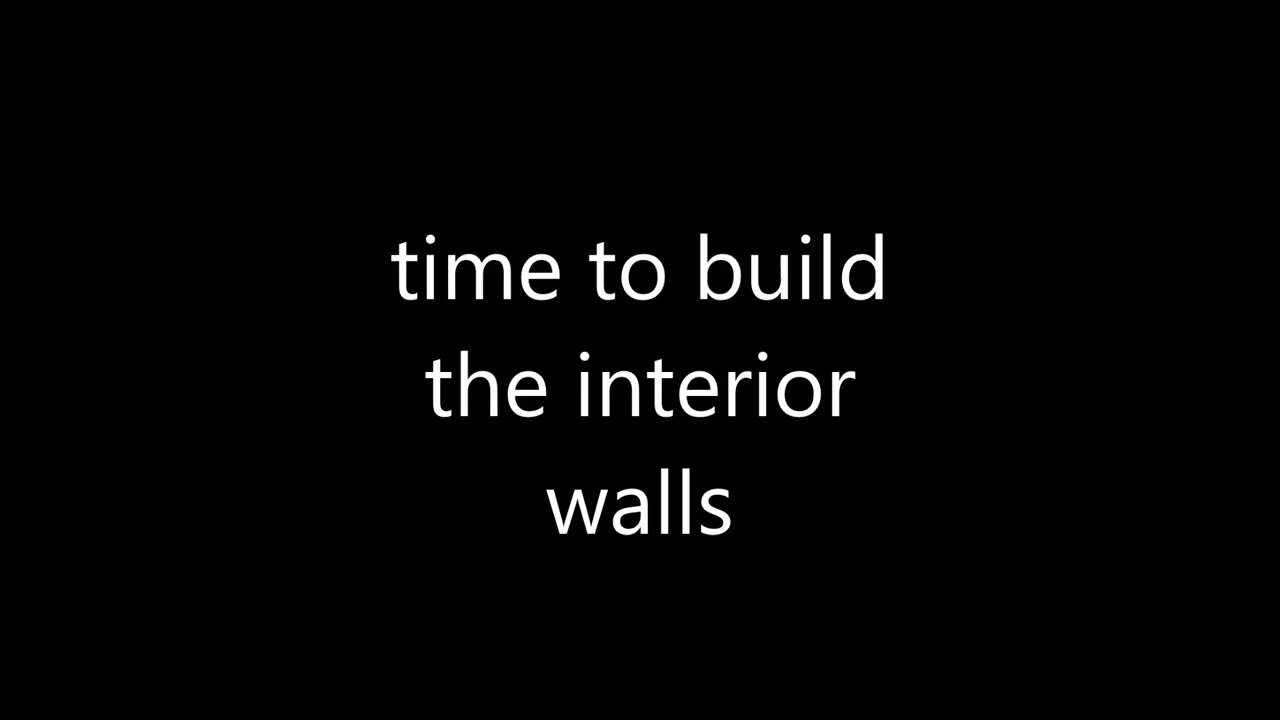 time to build
the interior
walls